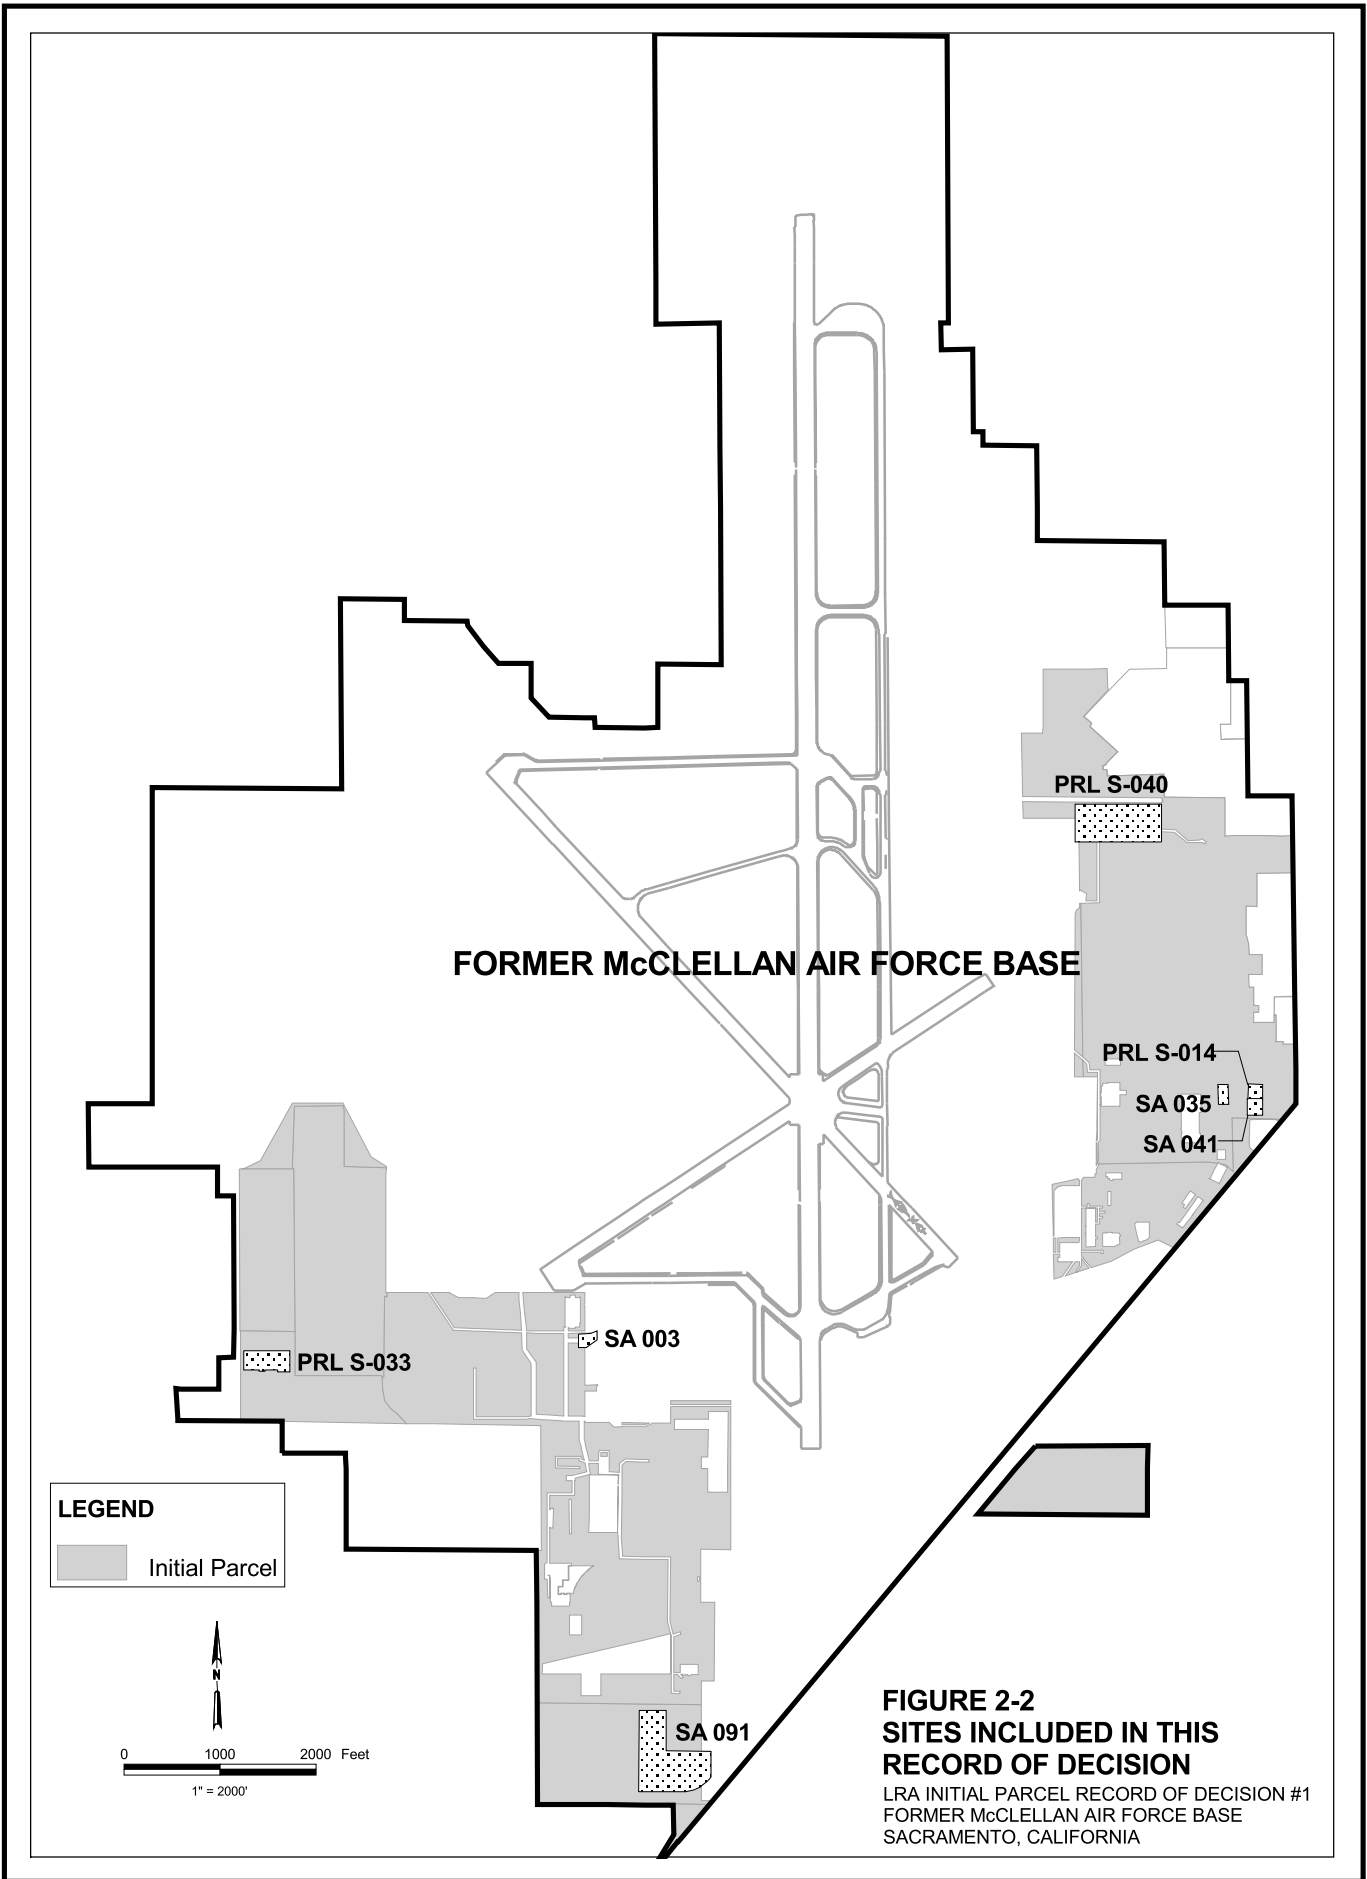 PRL S-040
FORMER McCLELLAN AIR FORCE BASE
PRL S-014
SA 035
SA 041
SA 003
PRL S-033
LEGEND
Initial Parcel
N
SA 091
0 1000 2000 Feet
1" = 2000'
FIGURE 2-2
SITES INCLUDED IN THIS
RECORD OF DECISION
LRA INITIAL PARCEL RECORD OF DECISION #1
FORMER McCLELLAN AIR FORCE BASE
SACRAMENTO, CALIFORNIA